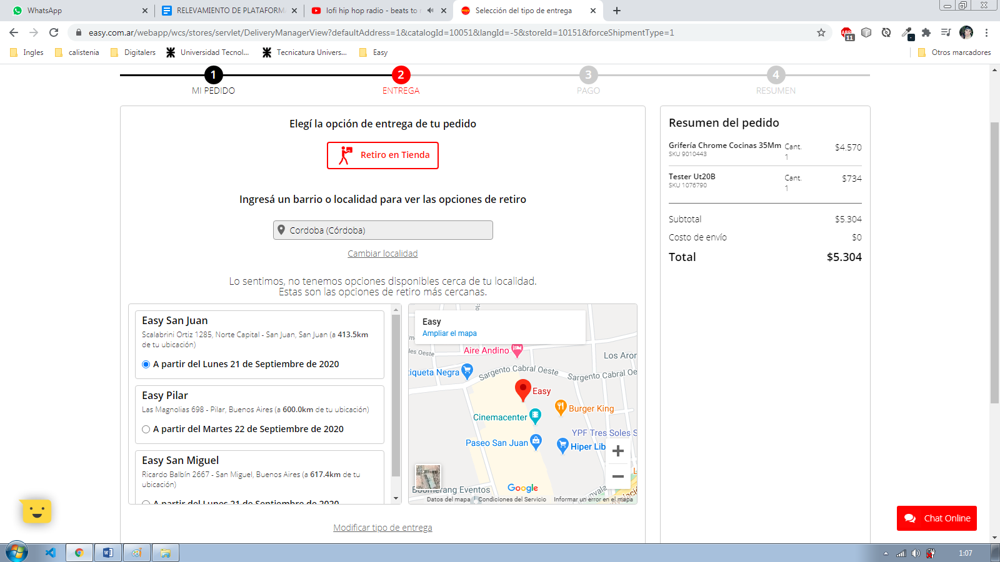 WhatsApp
RELEVAMIENTO DE PLATAFORM
lofi hip hop radio - beats to r
Selección del tipo de entrega
easy.com.ar/webapp/wcs/stores/servlet/DeliveryManagerView?defaultAddress=1&catalogId=10051&langId=-5&storeId=10151&forceShipmentType=1
11
Ingles
calistenia
Digitalers
Universidad Tecnol...
Tecnicatura Univers...
Easy
Otros marcadores
1
2
3
4
MI PEDIDO
ENTREGA
PAGO
RESUMEN
Elegí la opción de entrega de tu pedido
Retiro en Tienda
Ingresá un barrio o localidad para ver las opciones de retiro
Cordoba (Córdoba)
Cambiar localidad
Lo sentimos, no tenemos opciones disponibles cerca de tu localidad.
Estas son las opciones de retiro más cercanas.
Easy San Juan
Scalabrini Ortiz 1285, Norte Capital - San Juan, San Juan (a 413.5km
de tu ubicación)
A partir del Lunes 21 de Septiembre de 2020
Easy Pilar
Las Magnolias 698 - Pilar, Buenos Aires (a 600.0km de tu ubicación)
A partir del Martes 22 de Septiembre de 2020
Easy San Miguel
Ricardo Balbín 2667 - San Miguel, Buenos Aires (a 617.4km de tu
ubicación)
A partir del Lunes 21 de Septiembre de 2020
Easy
Ampliar el mapa
les Oeste
Aire Andino
Los Aror
tiqueta Negra
Sargento Cabral Oeste
Sargento Cabral Oe
Easy
Burger King
Cinemacenter
YPF Tres Soles S
Paseo San Juan
Hiper Lib
Boomerang Eventos
Google
Datos del mapa
Condiciones del Servicio
Informar un error en el mapa
Modificar tipo de entrega
Resumen del pedido
Grifería Chrome Cocinas 35Mm
SKU 9010443
Cant.
1
$4.570
Tester Ut20B
SKU 1076790
Cant.
1
$734
Subtotal
$5.304
Costo de envío
$0
Total
$5.304
Chat Online
1:07